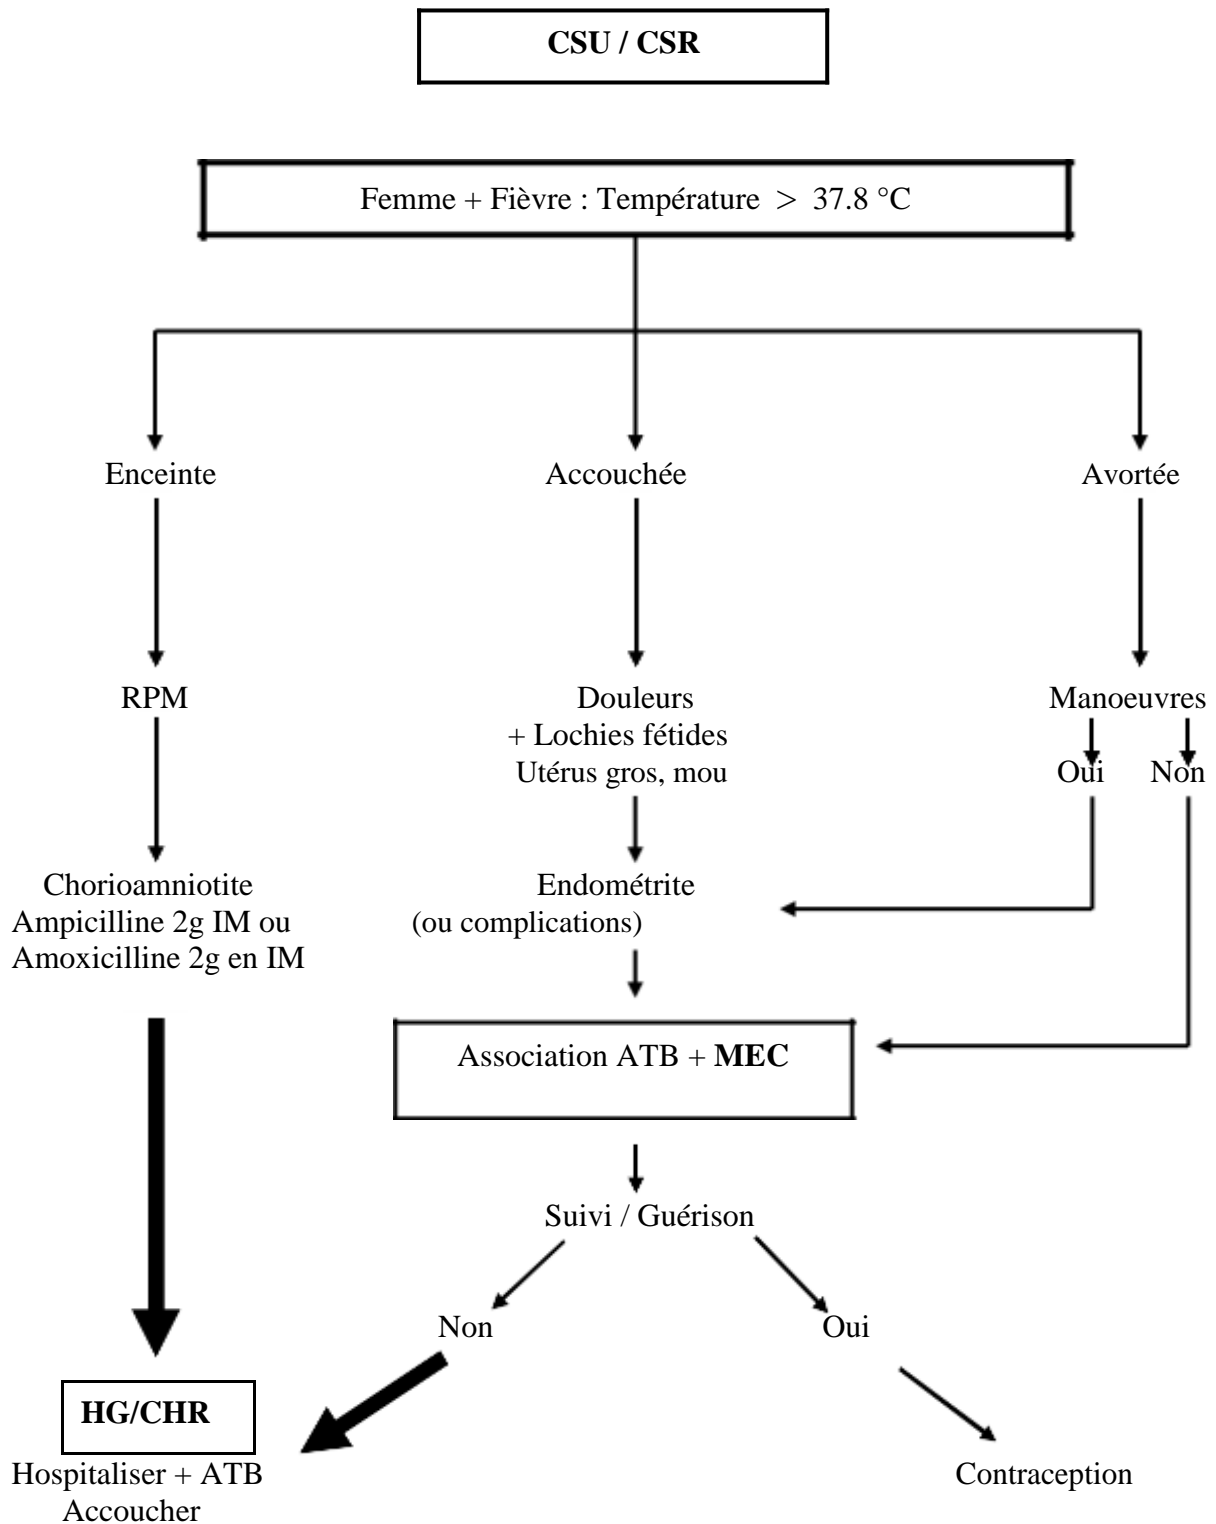 CSU / CSR
Femme + Fièvre : Température > 37.8 °C
Enceinte
Accouchée
Avortée
RPM
Douleurs
+ Lochies fétides
Utérus gros, mou
Manoeuvres
Oui
Non
Chorioamniotite
Ampicilline 2g IM ou
Amoxicilline 2g en IM
Endométrite
(ou complications)
Association ATB + MEC
Suivi / Guérison
Non
Oui
HG/CHR
Hospitaliser + ATB
Accoucher
Contraception